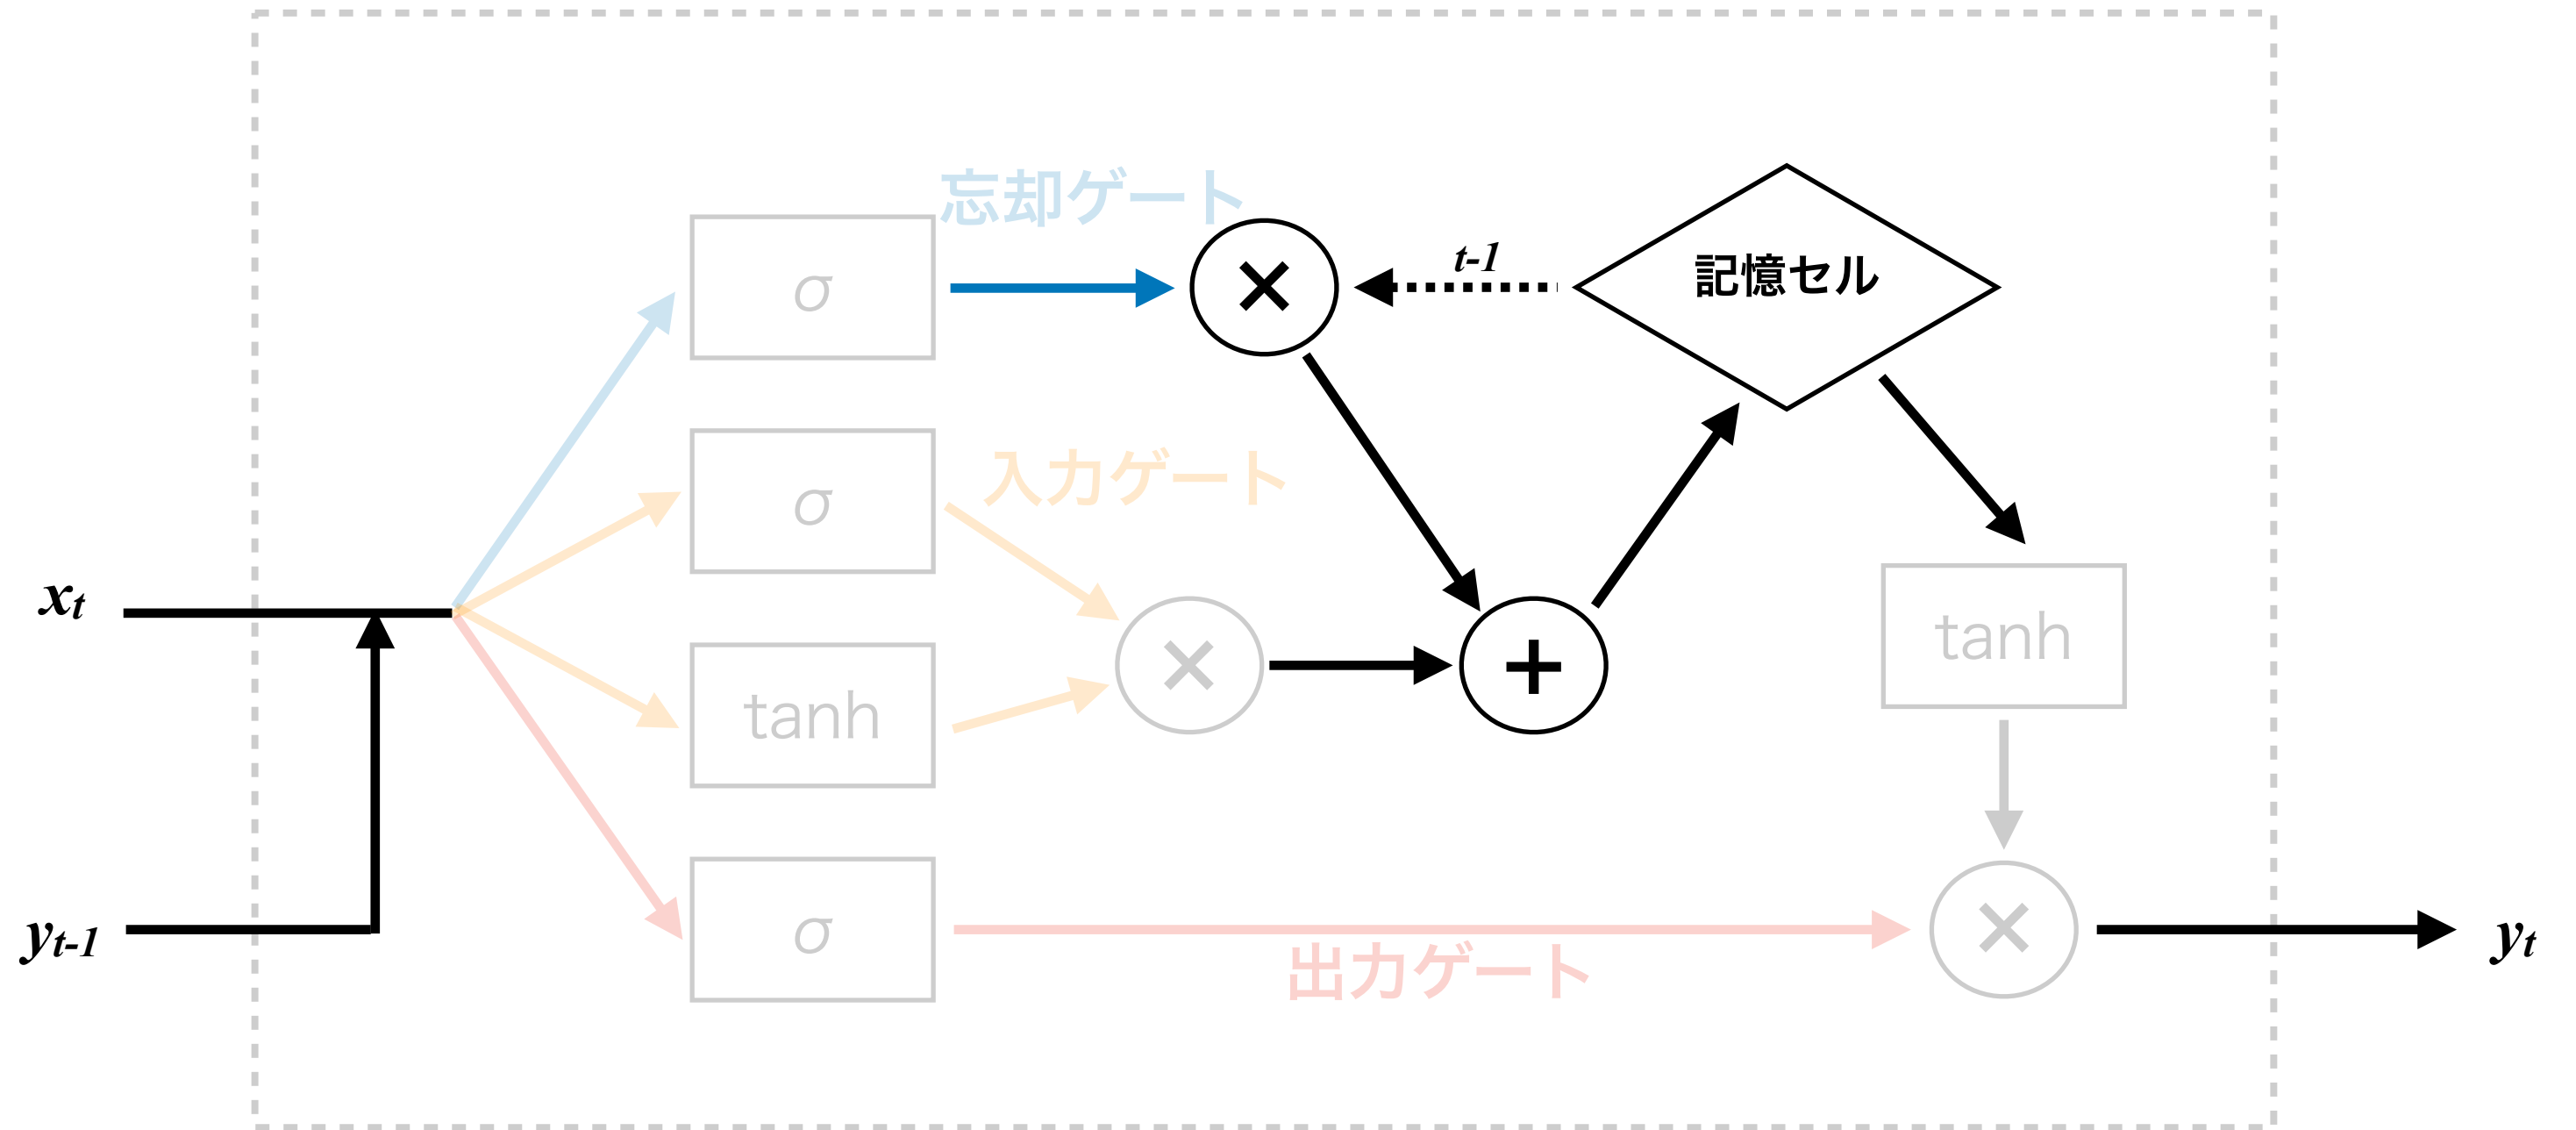 忘却ゲート
σ
×
t-1
記憶セル
入力ゲート
σ
xt
×
+
tanh
tanh
yt-1
σ
出力ゲート
×
yt